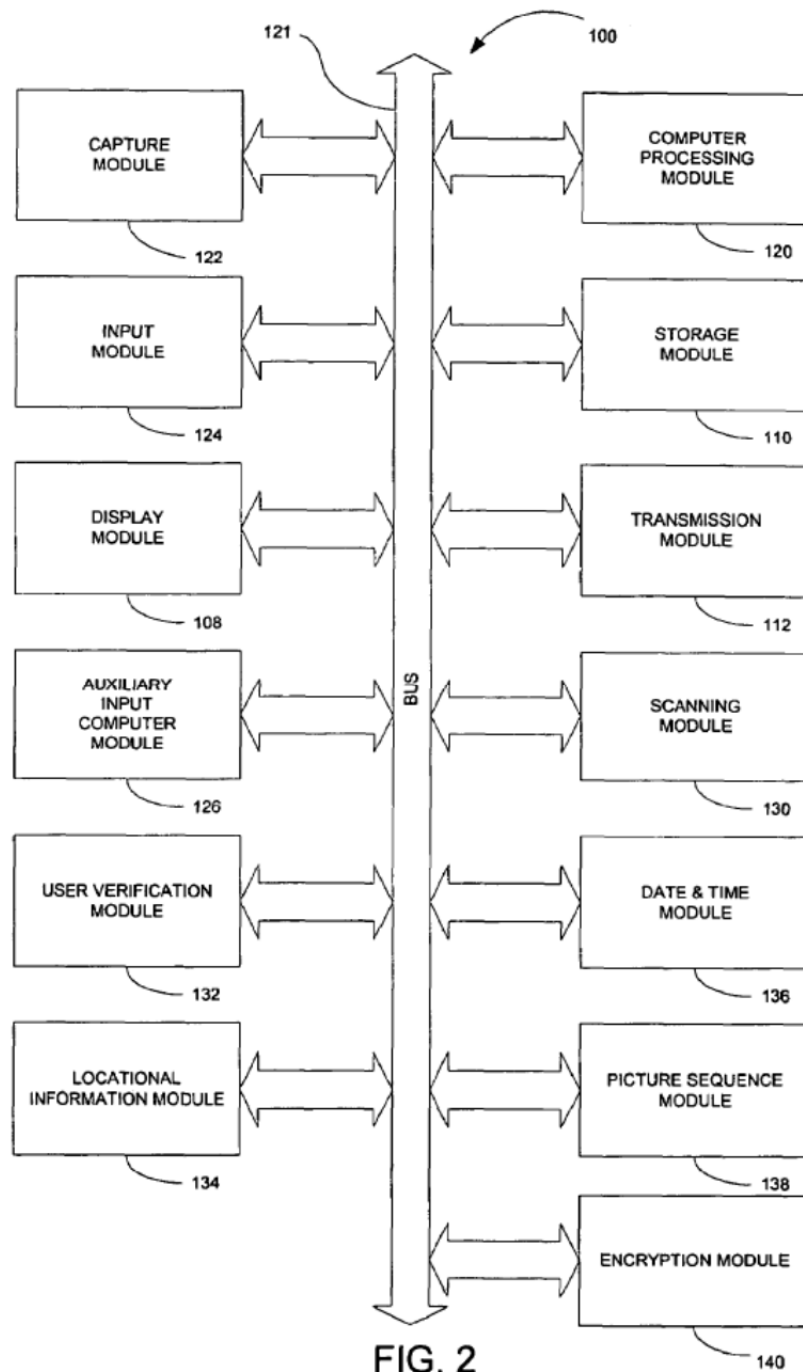 121
100
CAPTURE
MODULE
122
COMPUTER
PROCESSING
MODULE
120
INPUT
MODULE
124
STORAGE
MODULE
110
DISPLAY
MODULE
108
TRANSMISSION
MODULE
112
AUXILIARY
INPUT
COMPUTER
MODULE
126
BUS
SCANNING
MODULE
130
USER VERIFICATION
MODULE
132
DATE & TIME
MODULE
136
LOCATIONAL
INFORMATION MODULE
134
PICTURE SEQUENCE
MODULE
138
ENCRYPTION MODULE
140
FIG. 2